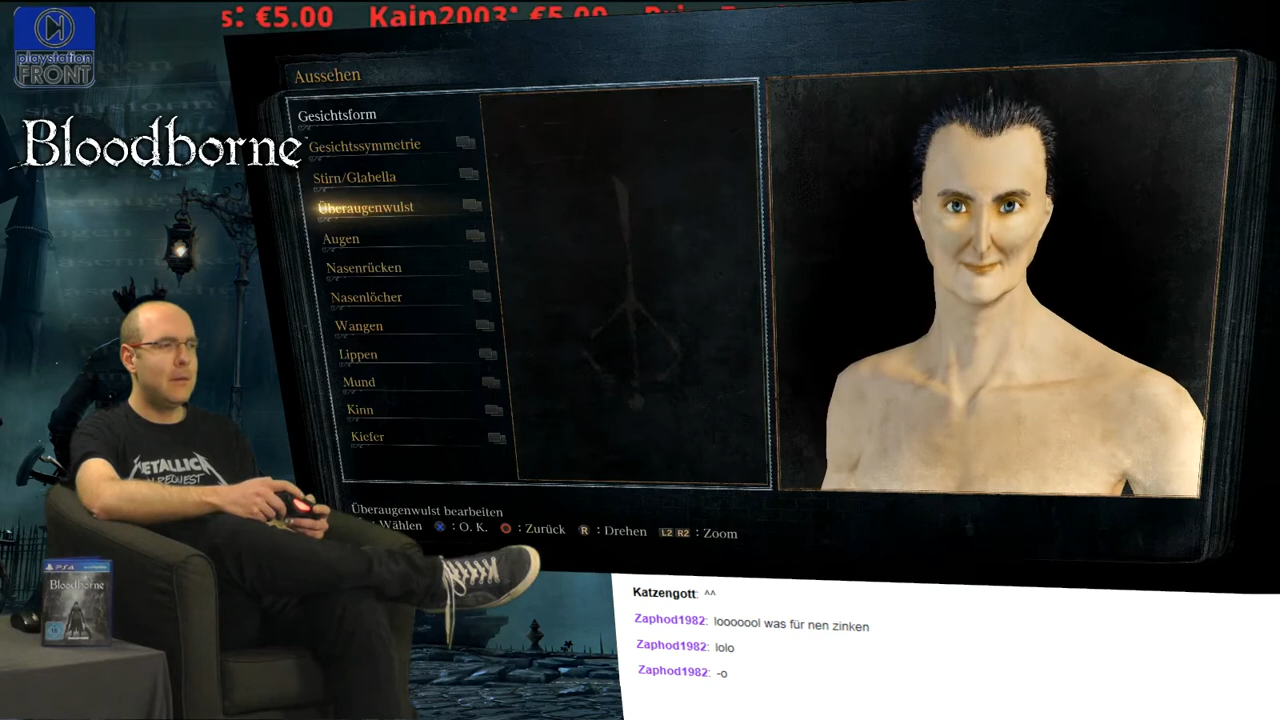 s: €5.00 Kain2003: €5.00
playstation
FRONT
Bloodborne
Aussehen
Gesichtsform
Gesichtssymmetrie
Stirn/Glabella
Überaugenwulst
Augen
Nasenrücken
Nasenlöcher
Wangen
Lippen
Mund
Kinn
Kiefer
Überaugenwulst bearbeiten
: Wählen : O. K. : Zurück R : Drehen L2 R2 : Zoom
METALLICA
REQUEST
PS4
Bloodborne
Katzengott: ^^
Zaphod1982: looooool was für nen zinken
Zaphod1982: lolo
Zaphod1982: -o